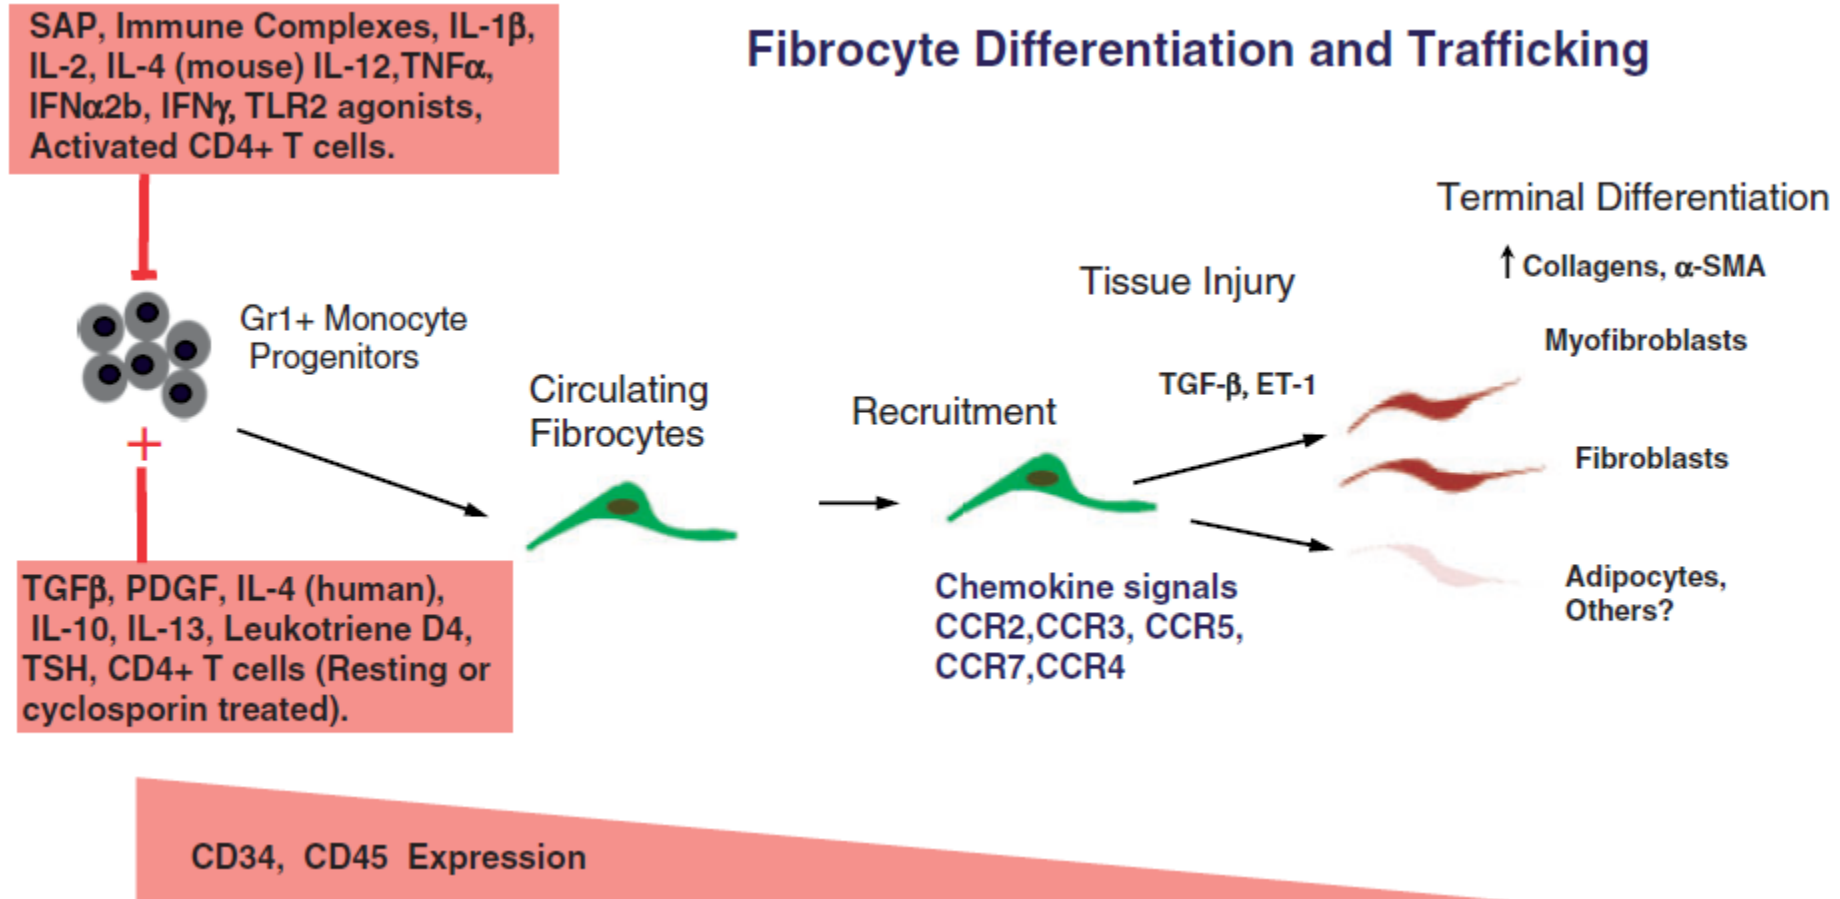 SAP, Immune Complexes, IL-1β,
IL-2, IL-4 (mouse) IL-12,TNFα,
IFNα2b, IFNγ, TLR2 agonists,
Activated CD4+ T cells.
Fibrocyte Differentiation and Trafficking
Terminal Differentiation
↑ Collagens, α-SMA
Tissue Injury
Gr1+ Monocyte
Progenitors
Myofibroblasts
TGF-β, ET-1
Circulating
Fibrocytes
Recruitment
Fibroblasts
+
Adipocytes,
Others?
TGFβ, PDGF, IL-4 (human),
IL-10, IL-13, Leukotriene D4,
TSH, CD4+ T cells (Resting or
cyclosporin treated).
Chemokine signals
CCR2,CCR3, CCR5,
CCR7,CCR4
CD34, CD45 Expression